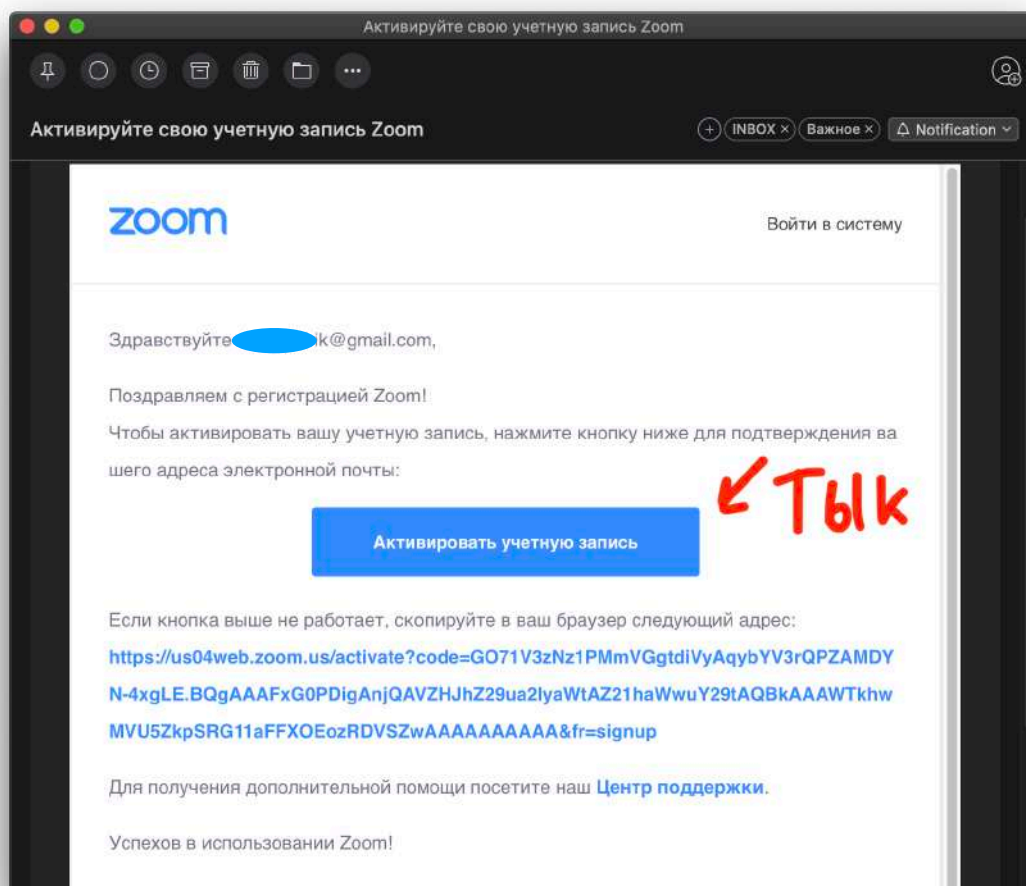 Активируйте свою учетную запись Zoom
Активируйте свою учетную запись Zoom
INBOX × Важное × Notification
zoom
Войти в систему
Здравствуйте ik@gmail.com,
Поздравляем с регистрацией Zoom!
Чтобы активировать вашу учетную запись, нажмите кнопку ниже для подтверждения ва
шего адреса электронной почты:
Тык
Активировать учетную запись
Если кнопка выше не работает, скопируйте в ваш браузер следующий адрес:
https://us04web.zoom.us/activate?code=GO71V3zNz1PMmVGgtdiVyAqybYV3rQPZAMDY
N-4xgLE.BQgAAAFxG0PDigAnjQAVZHJhZ29ua2lyaWtAZ21haWwuY29tAQBkAAAWTkhw
MVU5ZkpSRG11aFFXOEozRDVSZwAAAAAAAAAA&fr=signup
Для получения дополнительной помощи посетите наш Центр поддержки.
Успехов в использовании Zoom!